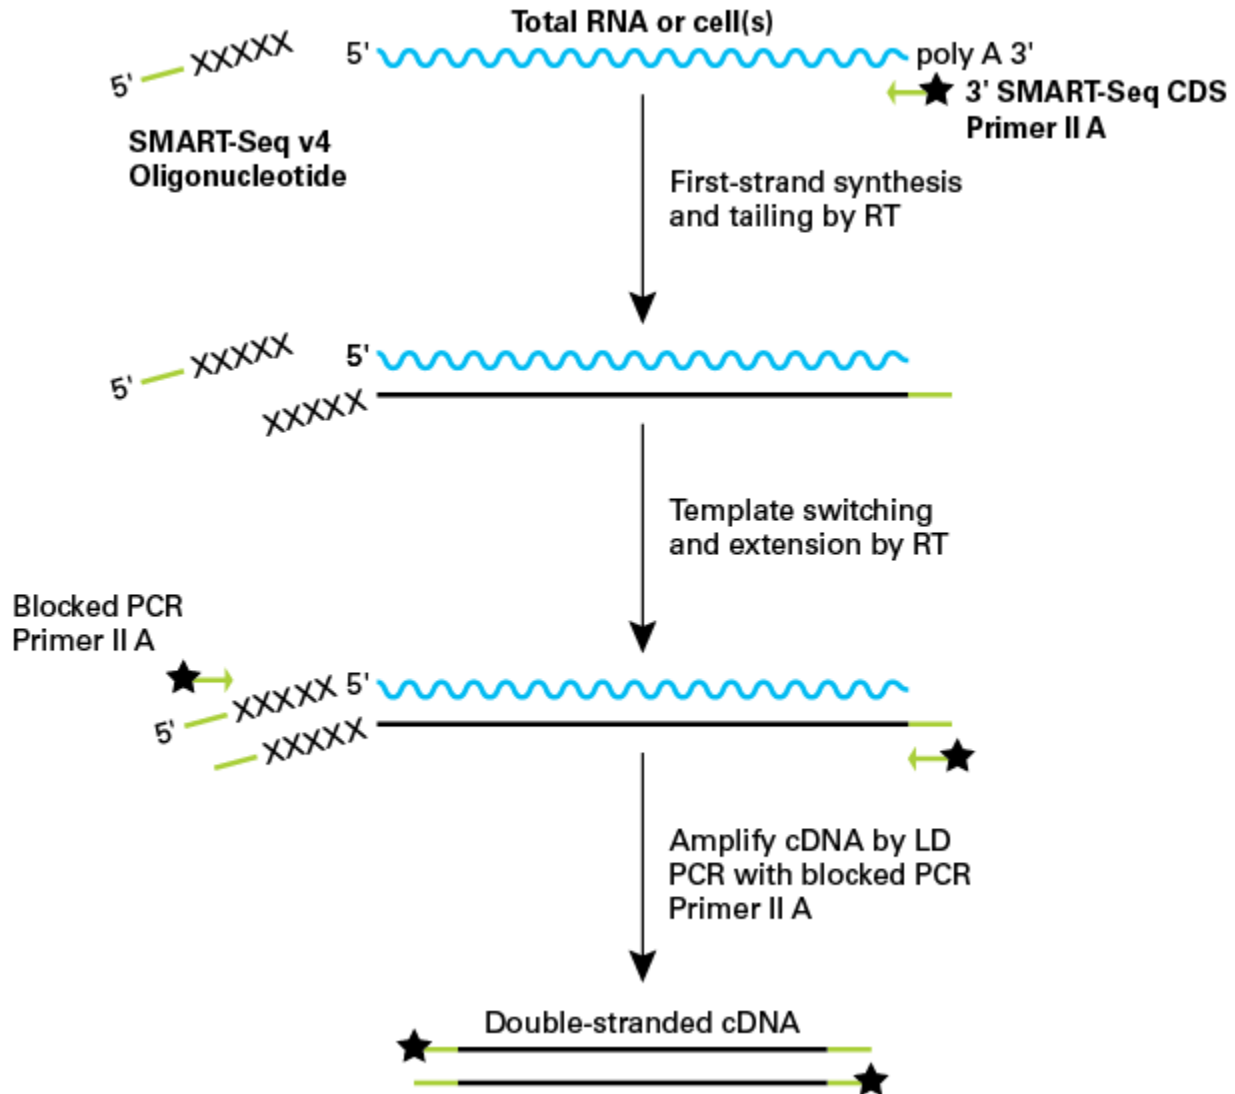 Total RNA or cell(s)
5' XXXXX
5'
poly A 3'
SMART-Seq v4
Oligonucleotide
3' SMART-Seq CDS
Primer II A
First-strand synthesis
and tailing by RT
5' XXXXX
5'
XXXXX
Template switching
and extension by RT
Blocked PCR
Primer II A
5' XXXXX
5'
XXXXX
Amplify cDNA by LD
PCR with blocked PCR
Primer II A
Double-stranded cDNA